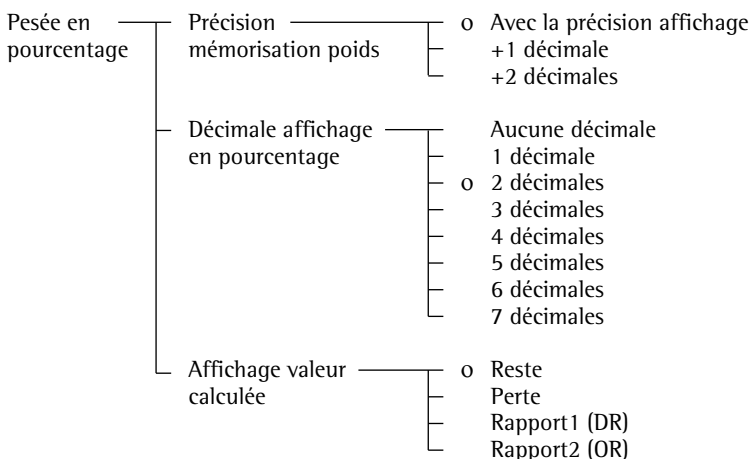 Pesée en pourcentage
Précision mémorisation poids
o Avec la précision affichage
+1 décimale
+2 décimales
Décimale affichage en pourcentage
Aucune décimale
1 décimale
o 2 décimales
3 décimales
4 décimales
5 décimales
6 décimales
7 décimales
Affichage valeur calculée
o Reste
Perte
Rapport1 (DR)
Rapport2 (OR)